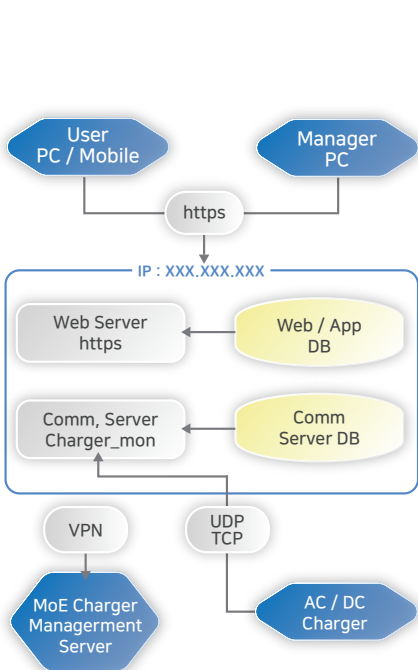 User
PC / Mobile
Manager
PC
https
IP : XXX.XXX.XXX
Web Server
https
Web / App
DB
Comm, Server
Charger_mon
Comm
Server DB
VPN
UDP
TCP
MoE Charger
Managerment
Server
AC / DC
Charger